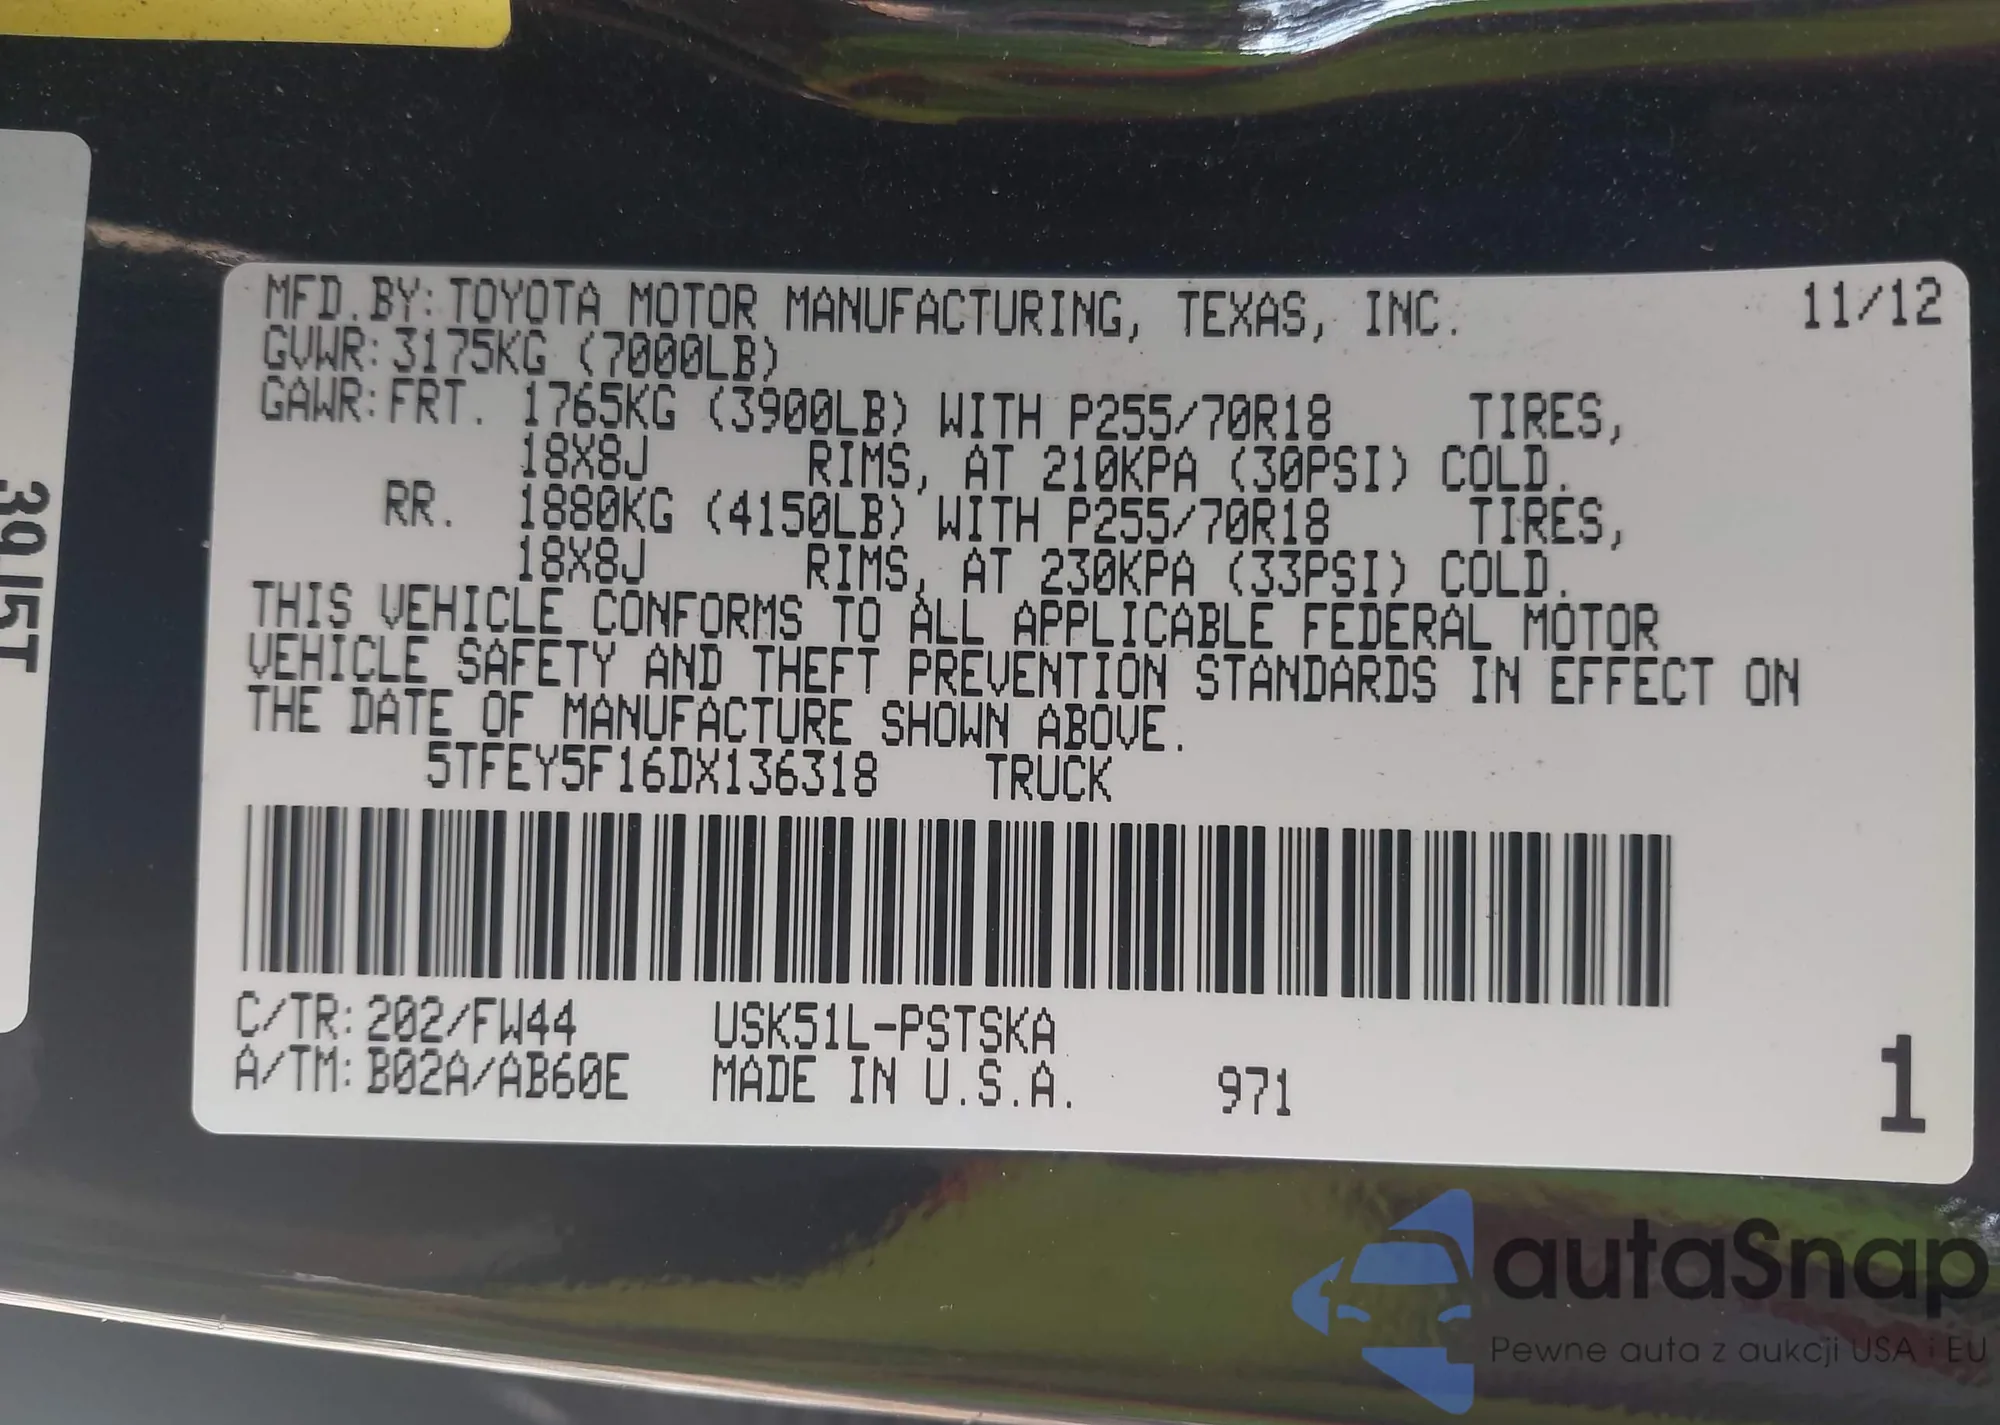 MFD.BY: TOYOTA MOTOR MANUFACTURING, TEXAS, INC. 11/12
GVWR: 3175KG (7000LB)
GAWR: FRT. 1765KG (3900LB) WITH P255/70R18 TIRES,
18X8J RIMS, AT 210KPA (30PSI) COLD.
RR. 1880KG (4150LB) WITH P255/70R18 TIRES,
18X8J RIMS, AT 230KPA (33PSI) COLD.
THIS VEHICLE CONFORMS TO ALL APPLICABLE FEDERAL MOTOR
VEHICLE SAFETY AND THEFT PREVENTION STANDARDS IN EFFECT ON
THE DATE OF MANUFACTURE SHOWN ABOVE.
5TFEY5F16DX136318 TRUCK
C/TR: 202/FW44 USK51L-PSTSKA
A/TM: B02A/AB60E MADE IN U.S.A. 971
1
autaSnap
Pewne auta z aukcji USA i EU